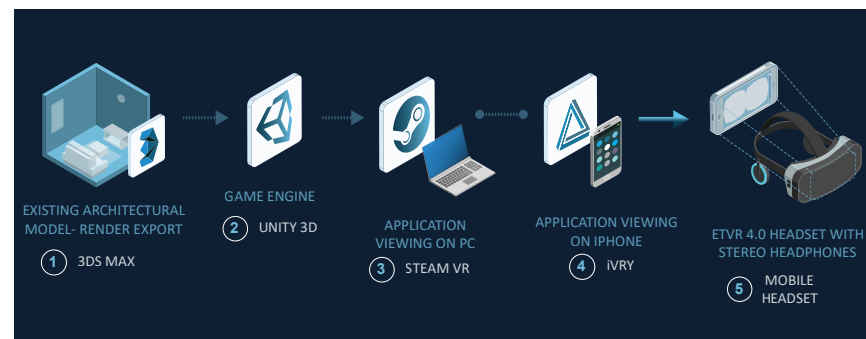 EXISTING ARCHITECTURAL
MODEL- RENDER EXPORT
1 3DS MAX
GAME ENGINE
2 UNITY 3D
APPLICATION
VIEWING ON PC
3 STEAM VR
APPLICATION VIEWING
ON IPHONE
4 iVRY
ETVR 4.0 HEADSET WITH
STEREO HEADPHONES
5 MOBILE
HEADSET